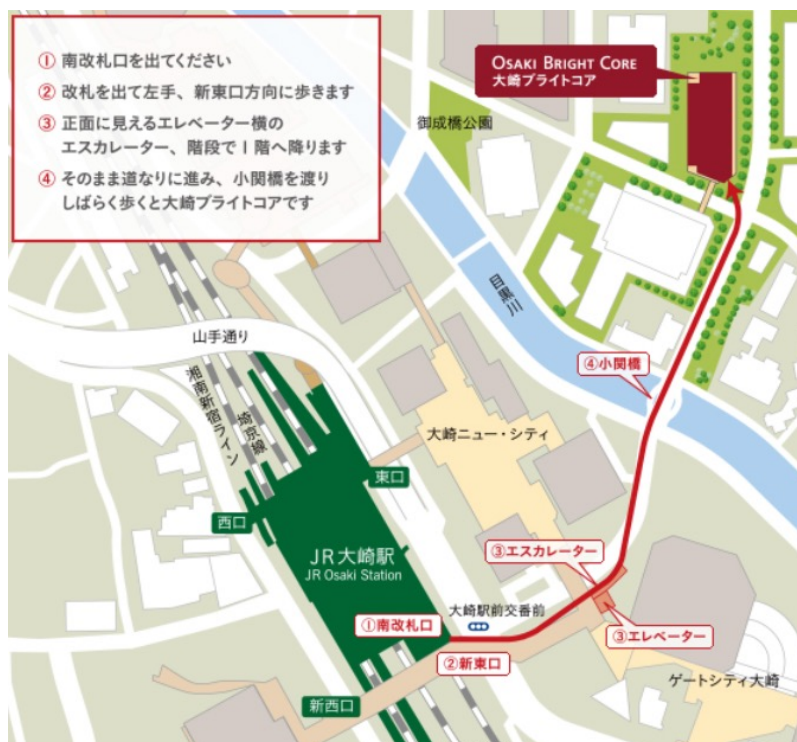 ① 南改札口を出てください
② 改札を出て左手、新東口方向に歩きます
③ 正面に見えるエレベーター横の
エスカレーター、階段で1階へ降ります
④ そのまま道なりに進み、小関橋を渡り
しばらく歩くと大崎ブライトコアです
OSAKI BRIGHT CORE
大崎ブライトコア
御成橋公園
目黒川
山手通り
④小関橋
湘南新宿ライン
埼京線
大崎ニュー・シティ
東口
西口
JR大崎駅
JR Osaki Station
③エスカレーター
大崎駅前交番前
①南改札口
③エレベーター
②新東口
ゲートシティ大崎
新西口